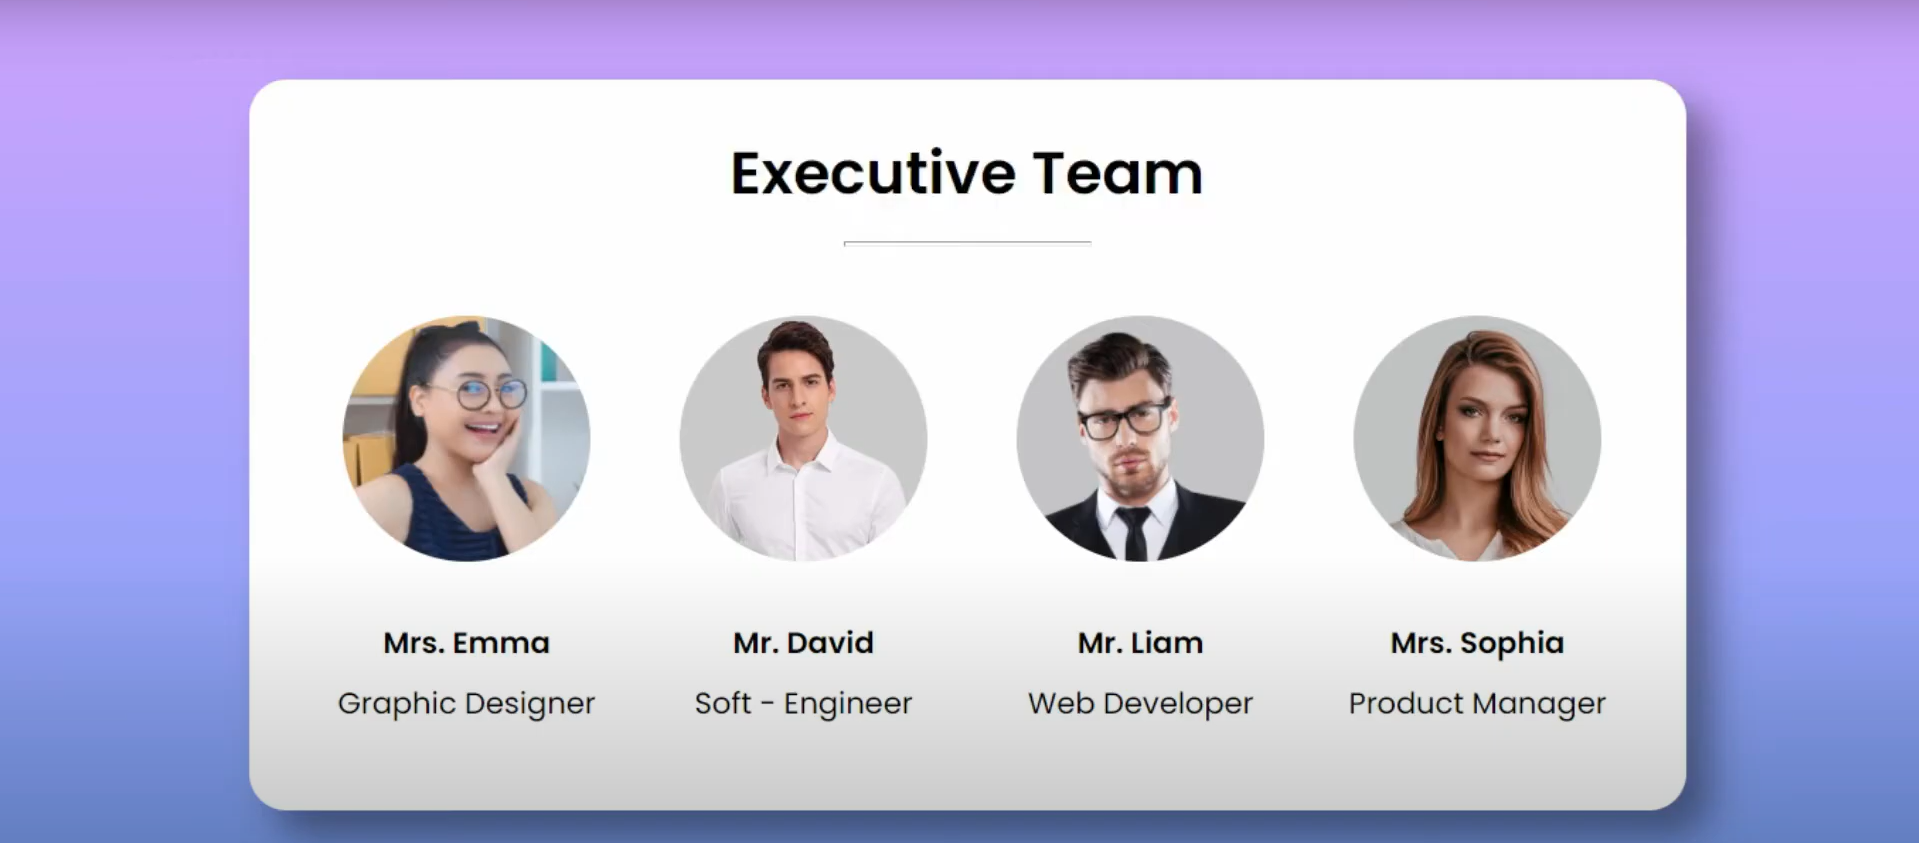 Executive Team
Mrs. Emma
Mr. David
Mr. Liam
Mrs. Sophia
Graphic Designer
Soft - Engineer
Web Developer
Product Manager